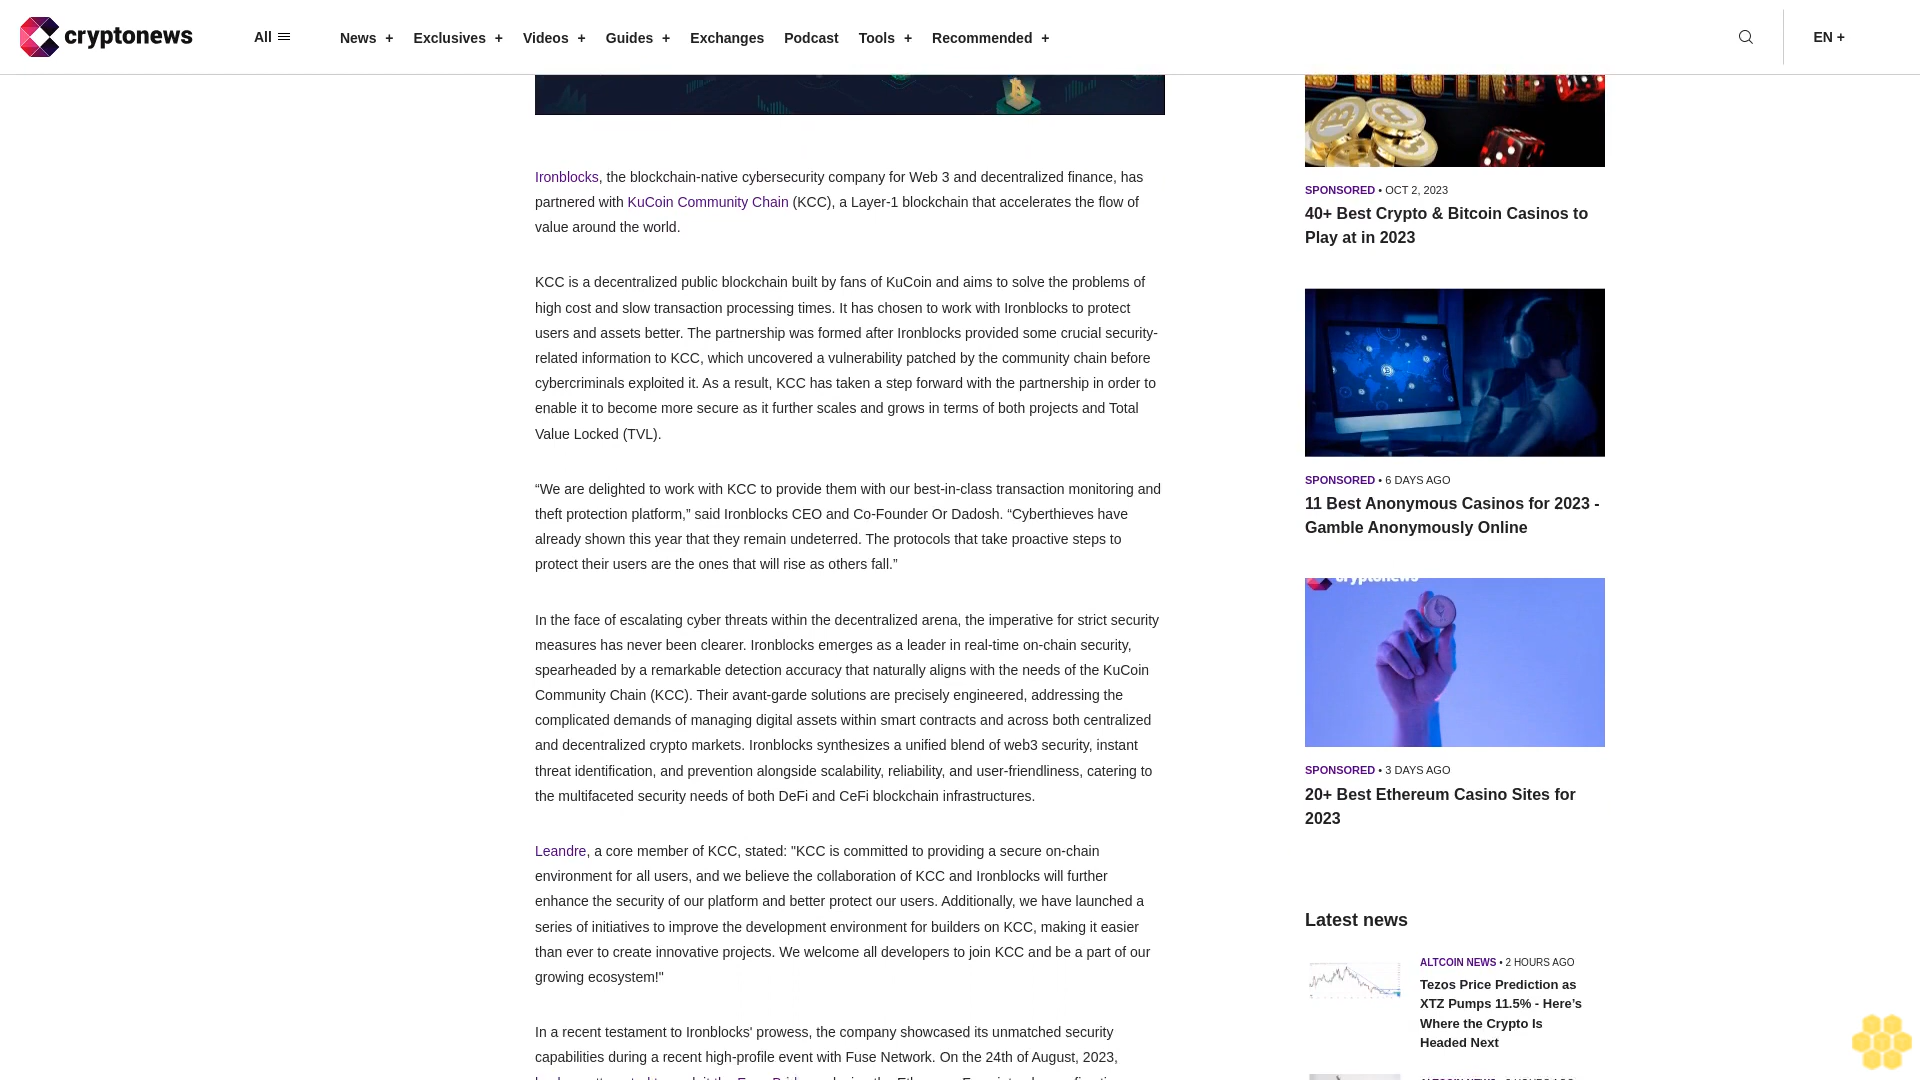 cryptonews
All
News + Exclusives + Videos + Guides + Exchanges Podcast Tools + Recommended +
EN +
Ironblocks, the blockchain-native cybersecurity company for Web 3 and decentralized finance, has
partnered with KuCoin Community Chain (KCC), a Layer-1 blockchain that accelerates the flow of
value around the world.
KCC is a decentralized public blockchain built by fans of KuCoin and aims to solve the problems of
high cost and slow transaction processing times. It has chosen to work with Ironblocks to protect
users and assets better. The partnership was formed after Ironblocks provided some crucial security-
related information to KCC, which uncovered a vulnerability patched by the community chain before
cybercriminals exploited it. As a result, KCC has taken a step forward with the partnership in order to
enable it to become more secure as it further scales and grows in terms of both projects and Total
Value Locked (TVL).
“We are delighted to work with KCC to provide them with our best-in-class transaction monitoring and
theft protection platform,” said Ironblocks CEO and Co-Founder Or Dadosh. “Cyberthieves have
already shown this year that they remain undeterred. The protocols that take proactive steps to
protect their users are the ones that will rise as others fall.”
In the face of escalating cyber threats within the decentralized arena, the imperative for strict security
measures has never been clearer. Ironblocks emerges as a leader in real-time on-chain security,
spearheaded by a remarkable detection accuracy that naturally aligns with the needs of the KuCoin
Community Chain (KCC). Their avant-garde solutions are precisely engineered, addressing the
complicated demands of managing digital assets within smart contracts and across both centralized
and decentralized crypto markets. Ironblocks synthesizes a unified blend of web3 security, instant
threat identification, and prevention alongside scalability, reliability, and user-friendliness, catering to
the multifaceted security needs of both DeFi and CeFi blockchain infrastructures.
Leandre, a core member of KCC, stated: "KCC is committed to providing a secure on-chain
environment for all users, and we believe the collaboration of KCC and Ironblocks will further
enhance the security of our platform and better protect our users. Additionally, we have launched a
series of initiatives to improve the development environment for builders on KCC, making it easier
than ever to create innovative projects. We welcome all developers to join KCC and be a part of our
growing ecosystem!"
In a recent testament to Ironblocks' prowess, the company showcased its unmatched security
capabilities during a recent high-profile event with Fuse Network. On the 24th of August, 2023,
SPONSORED • OCT 2, 2023
40+ Best Crypto & Bitcoin Casinos to
Play at in 2023
SPONSORED • 6 DAYS AGO
11 Best Anonymous Casinos for 2023 -
Gamble Anonymously Online
SPONSORED • 3 DAYS AGO
20+ Best Ethereum Casino Sites for
2023
Latest news
ALTCOIN NEWS • 2 HOURS AGO
Tezos Price Prediction as
XTZ Pumps 11.5% - Here’s
Where the Crypto Is
Headed Next